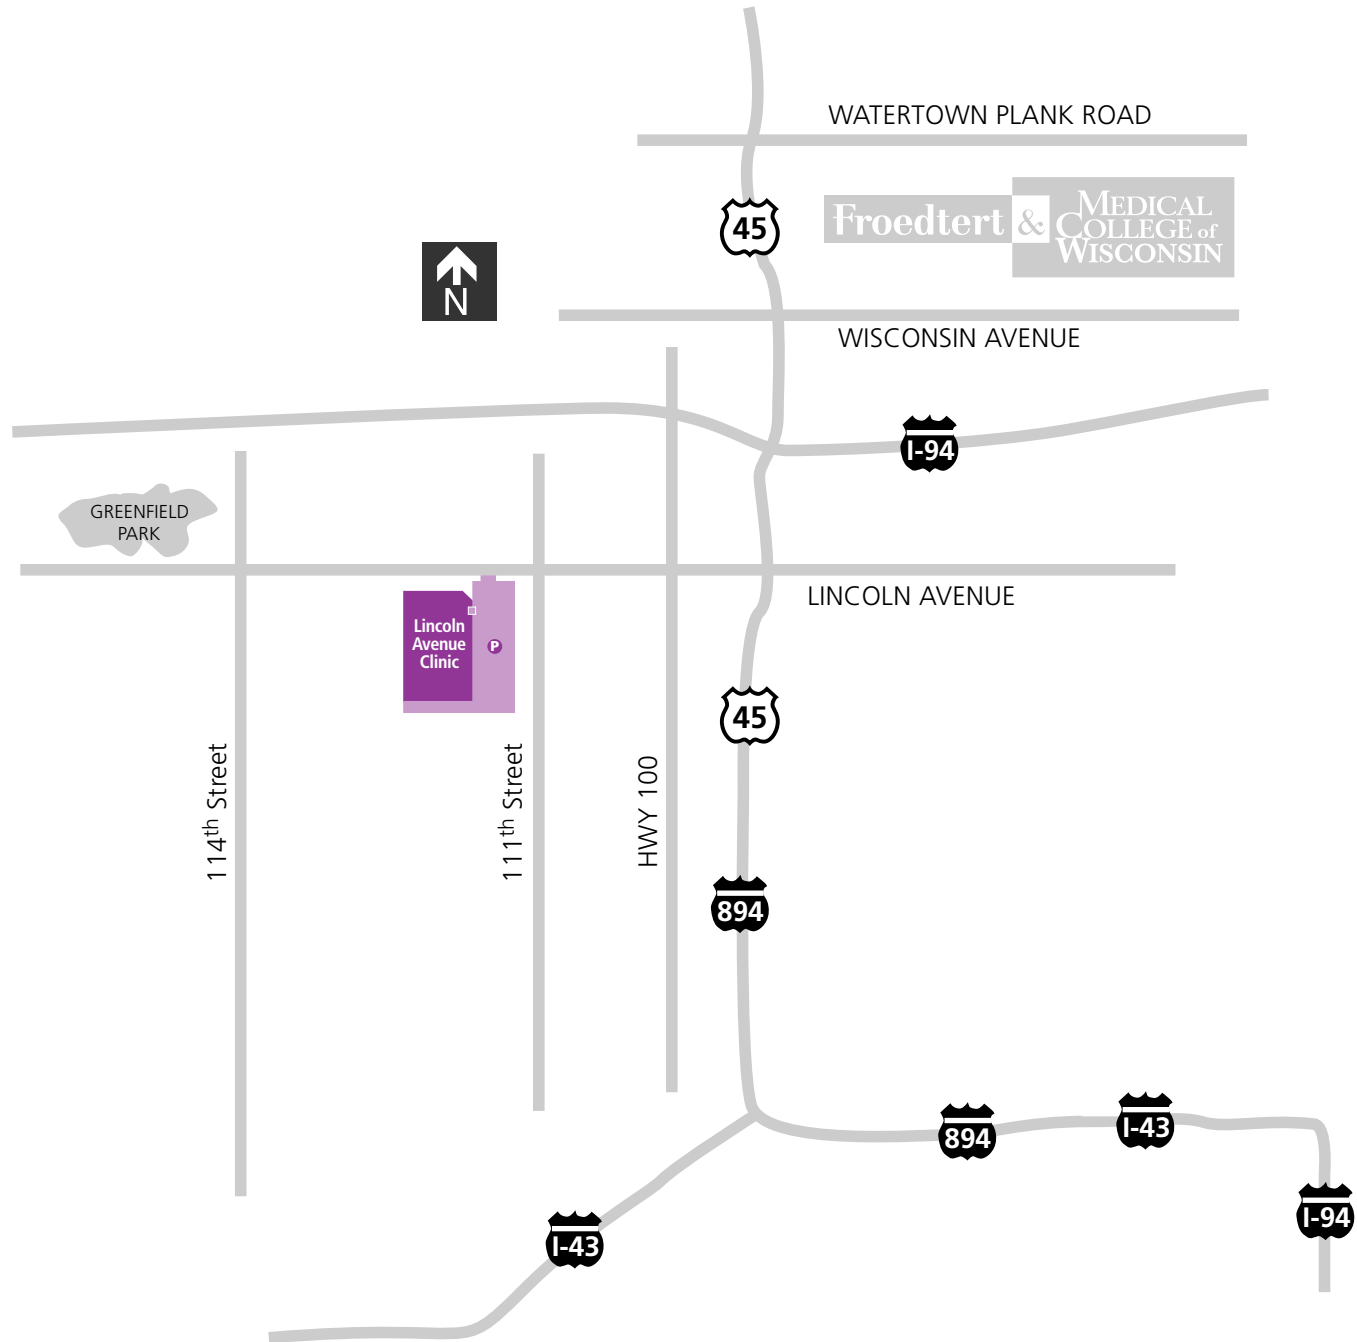 WATERTOWN PLANK ROAD
45
Froedtert & MEDICAL COLLEGE of WISCONSIN
N
WISCONSIN AVENUE
I-94
GREENFIELD
PARK
LINCOLN AVENUE
Lincoln
Avenue
Clinic
P
45
114th Street
111th Street
HWY 100
894
894
I-43
I-94
I-43